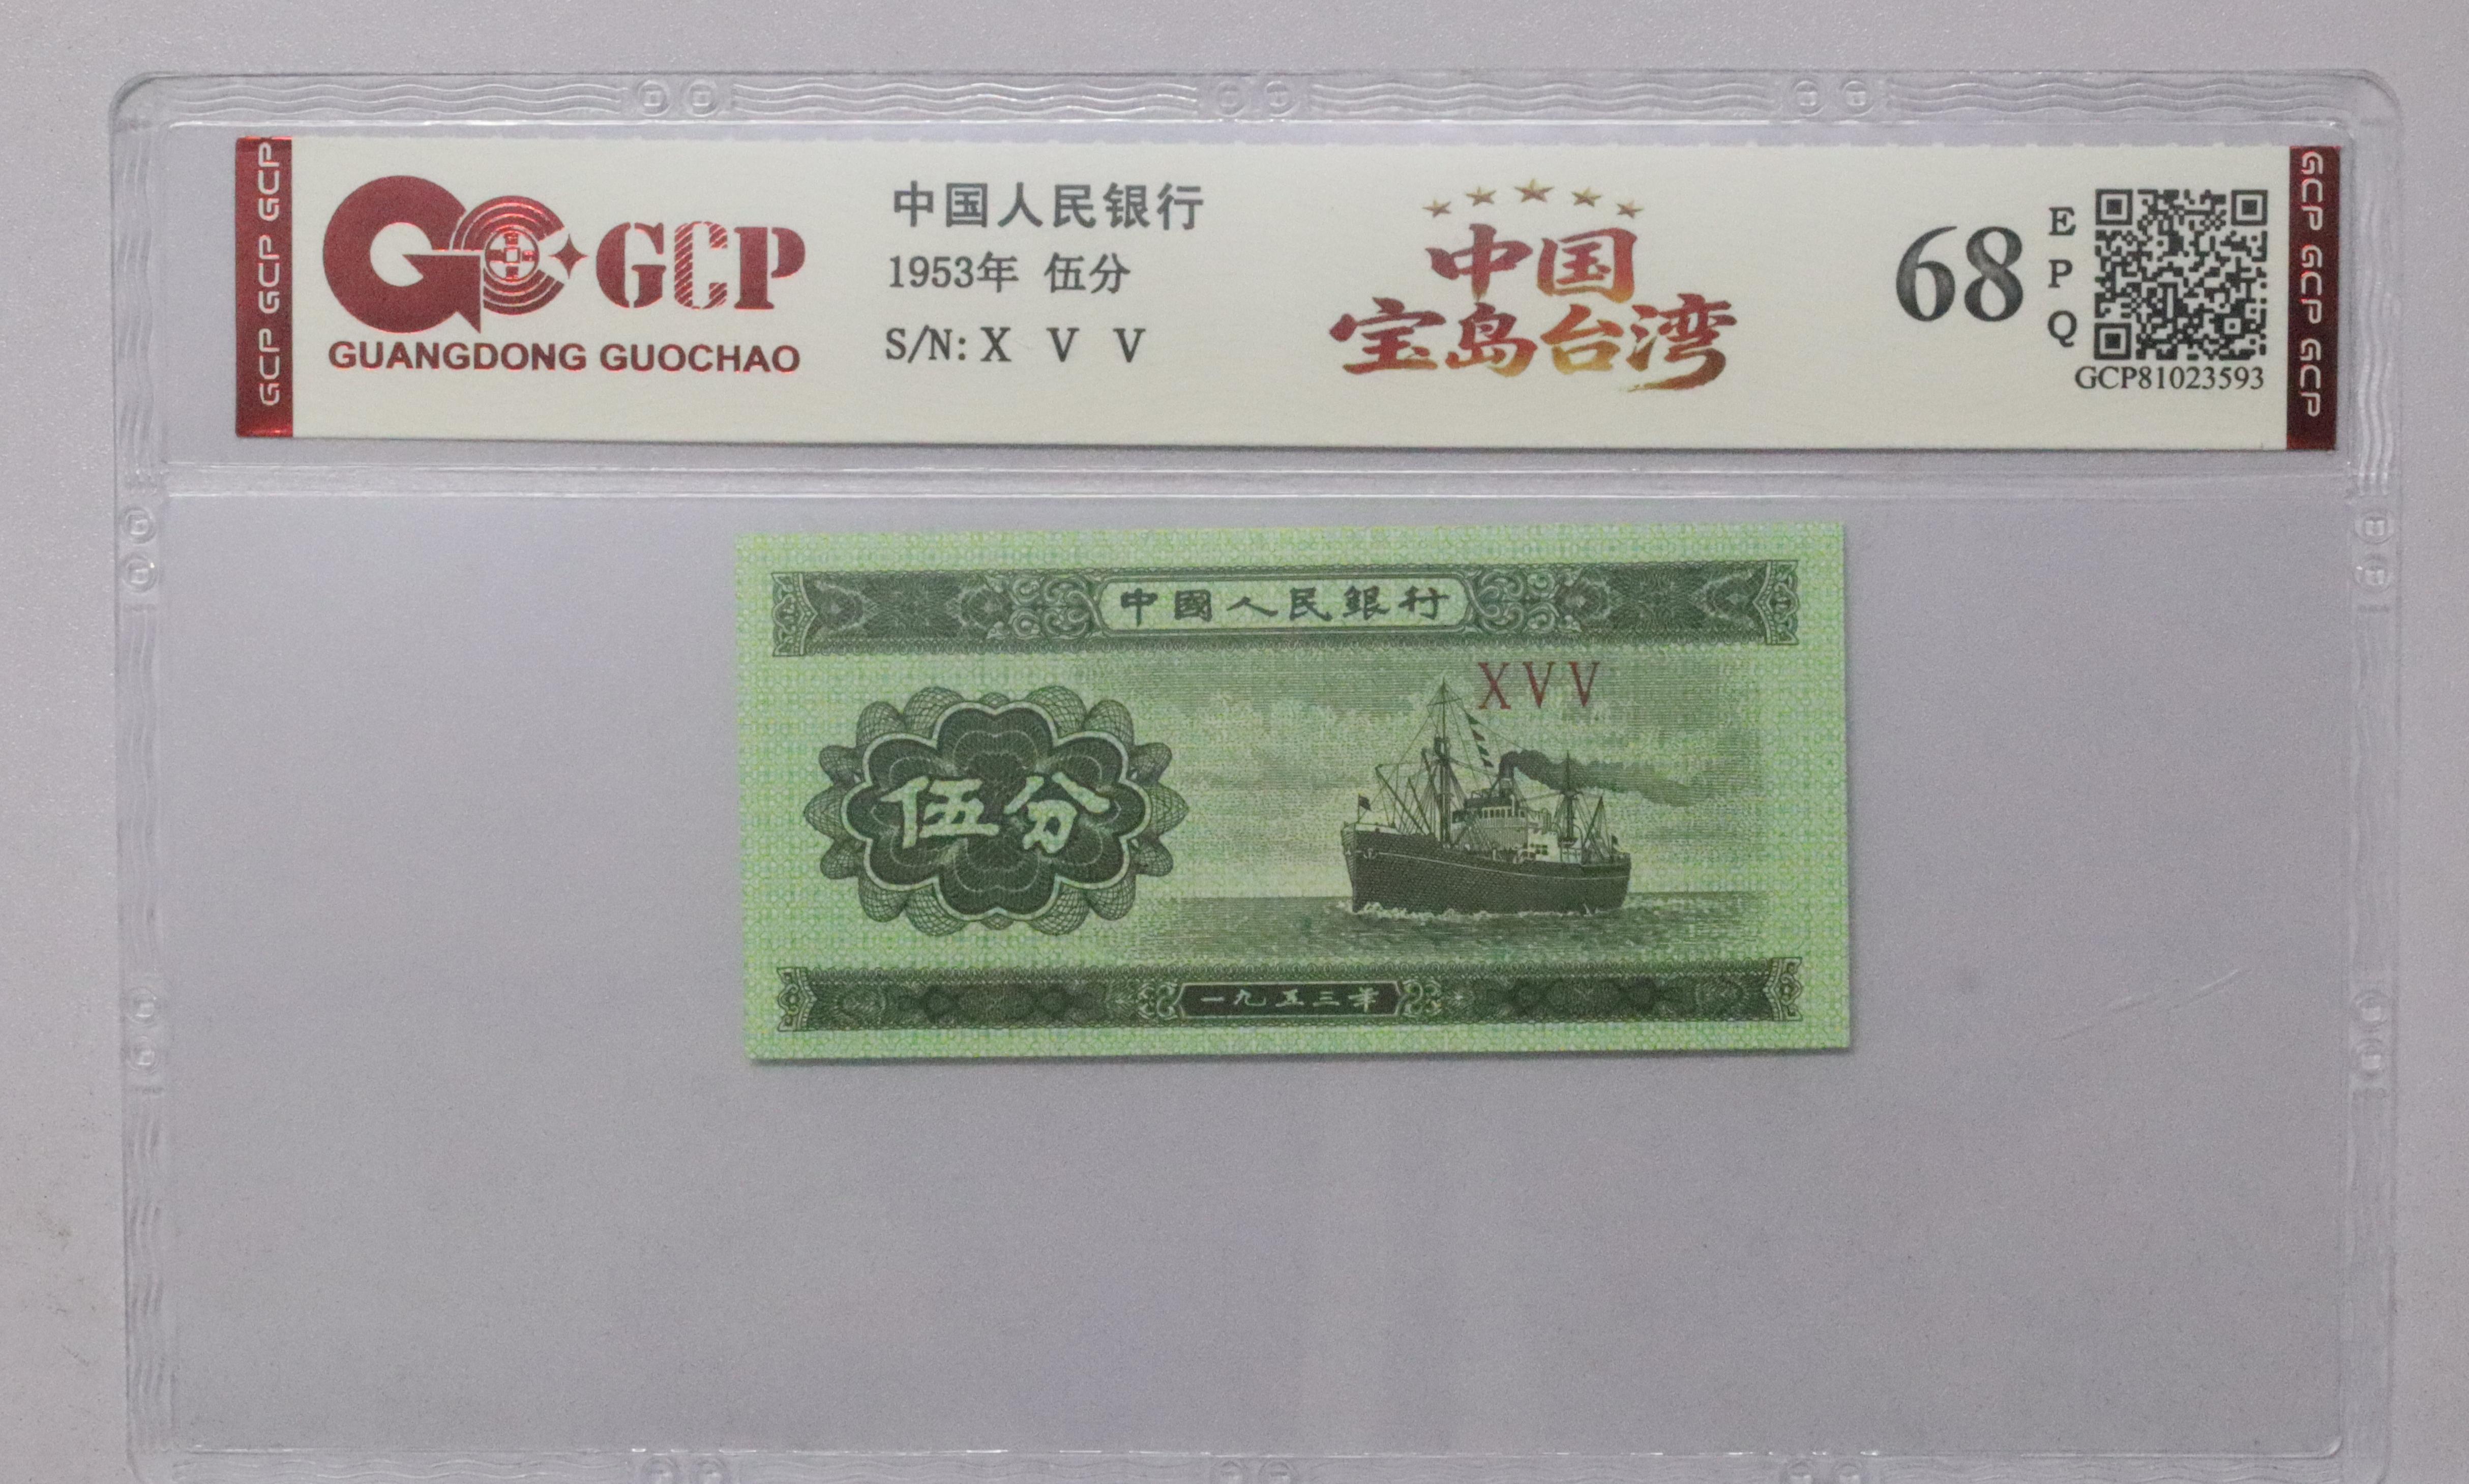 GCP GCP GCP
GCP
GUANGDONG GUOCHAO
中国人民银行
1953年 伍分
S/N: X V V
中国
宝岛台湾
68
E
P
Q
GCP81023593
GCP GCP GCP
中國人民銀行
XVV
伍分
一九五三年